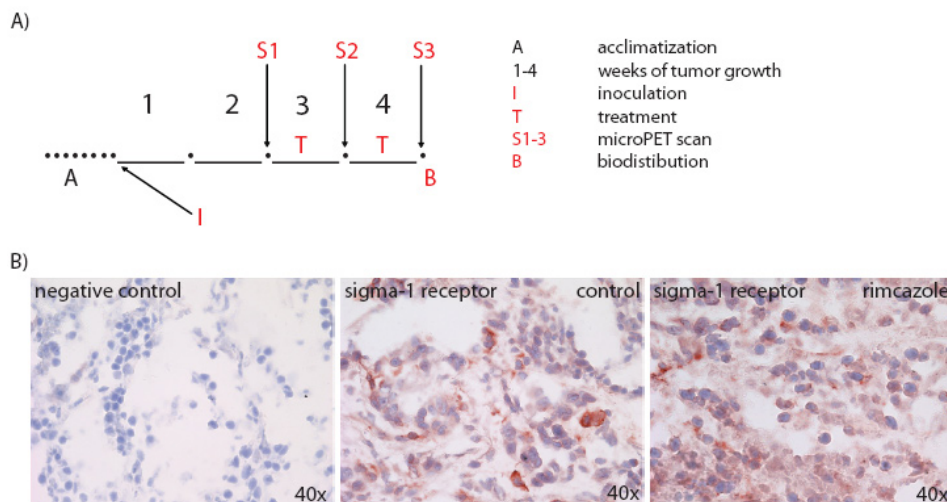 A)
S1 S2 S3
1 2 3 4
T T
A B
I
A acclimatization
1-4 weeks of tumor growth
I inoculation
T treatment
S1-3 microPET scan
B biodistibution
B)
negative control
40x
sigma-1 receptor control
40x
sigma-1 receptor rimcazole
40x